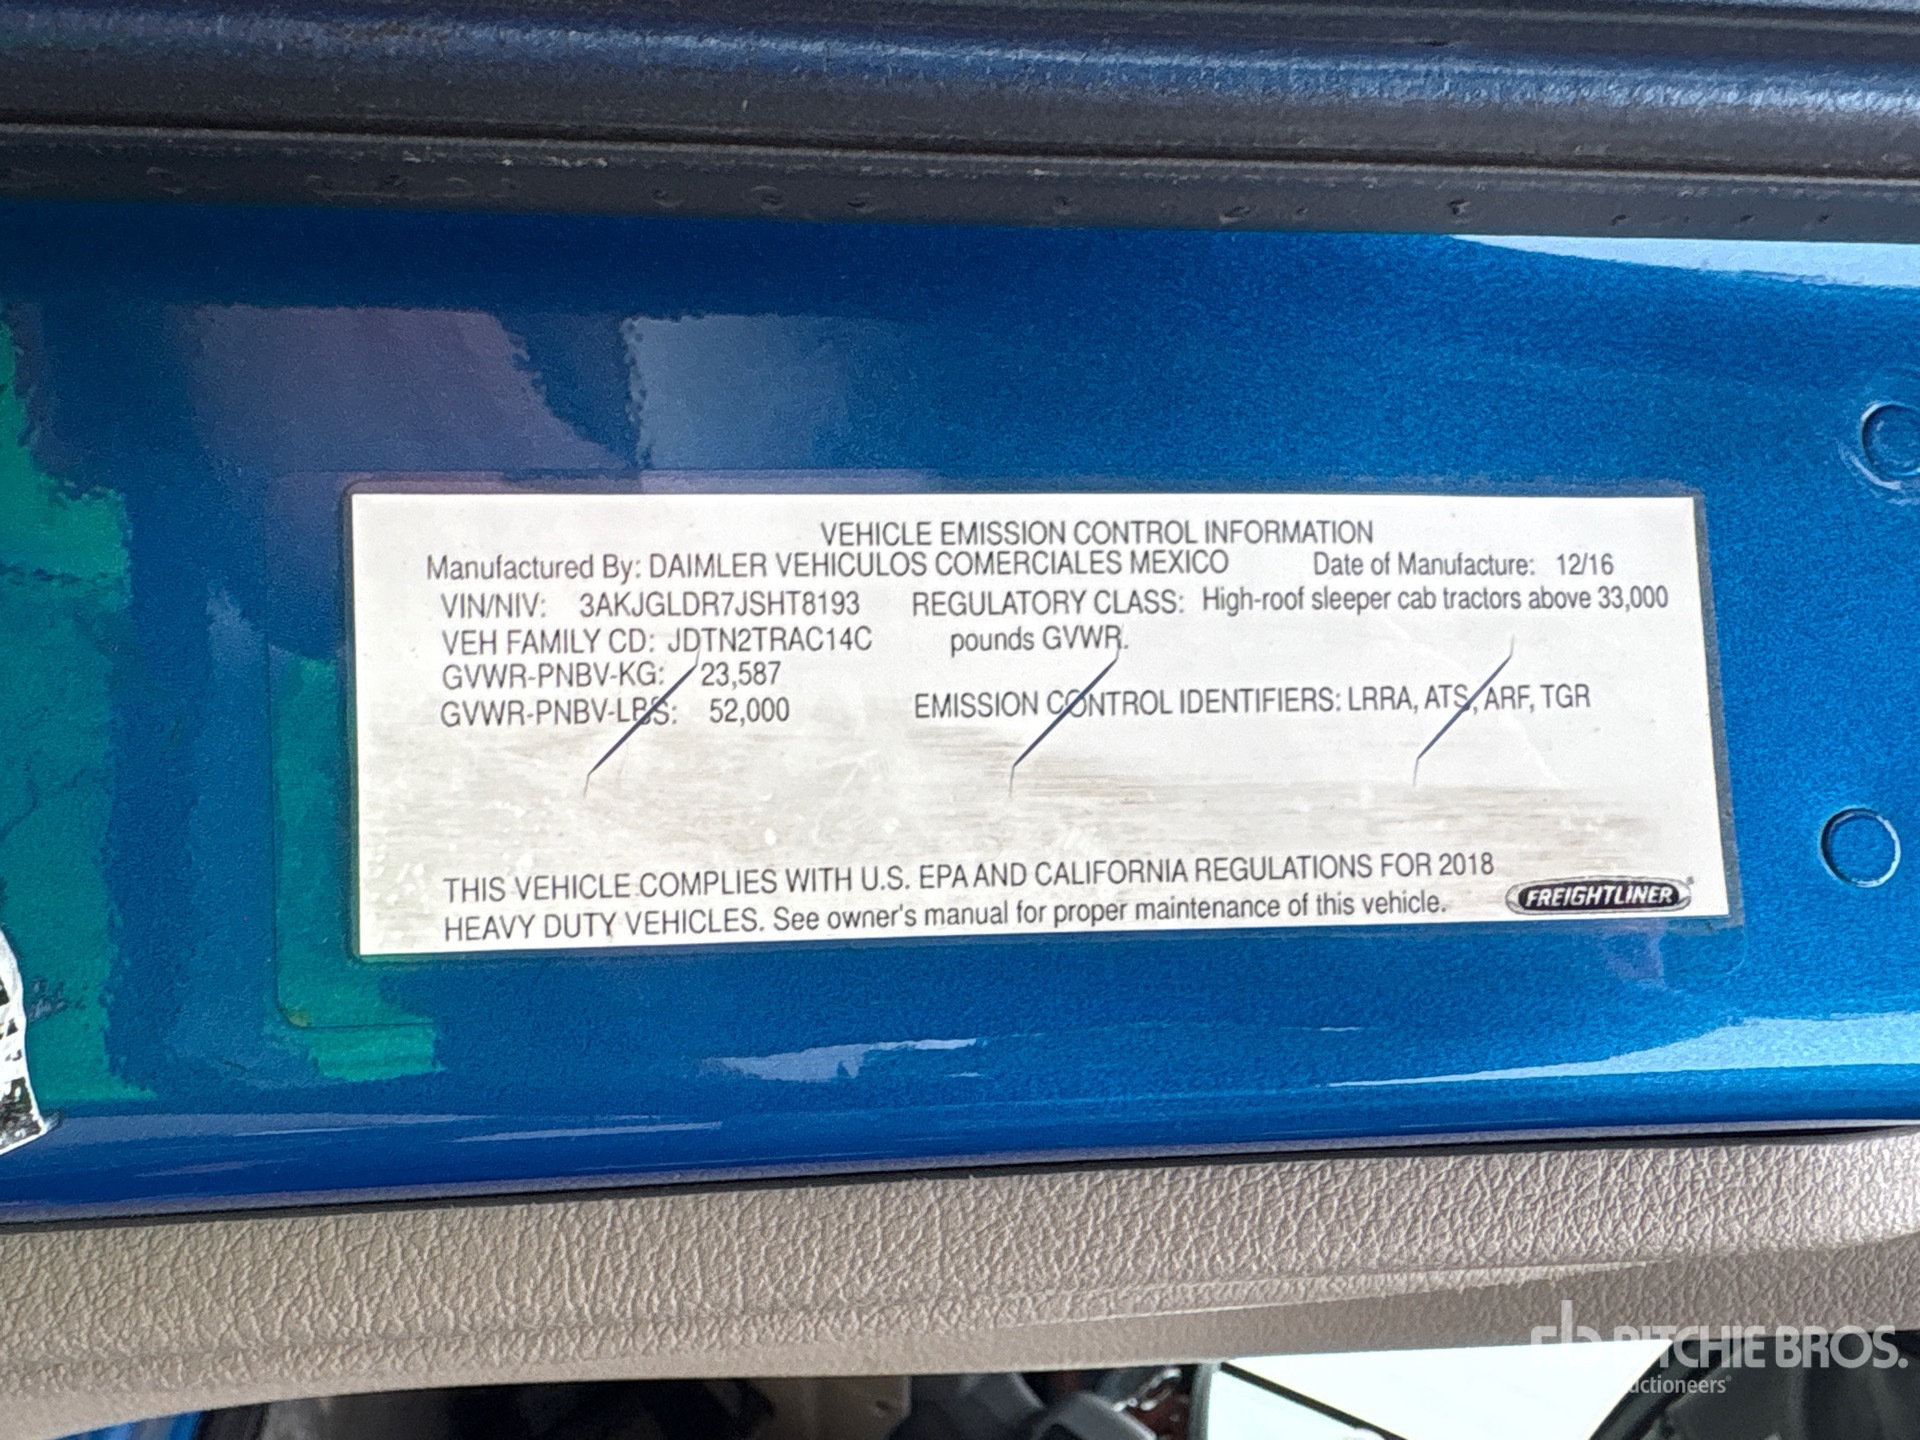 VEHICLE EMISSION CONTROL INFORMATION
Manufactured By: DAIMLER VEHICULOS COMERCIALES MEXICO Date of Manufacture: 12/16
VIN/NIV: 3AKJGLDR7JSHT8193 REGULATORY CLASS: High-roof sleeper cab tractors above 33,000
VEH FAMILY CD: JDTN2TRAC14C pounds GVWR.
GVWR-PNBV-KG: 23,587
GVWR-PNBV-LBS: 52,000 EMISSION CONTROL IDENTIFIERS: LRRA, ATS, ARF, TGR
THIS VEHICLE COMPLIES WITH U.S. EPA AND CALIFORNIA REGULATIONS FOR 2018
HEAVY DUTY VEHICLES. See owner's manual for proper maintenance of this vehicle.
FREIGHTLINER
rb RITCHIE BROS.
Auctioneers